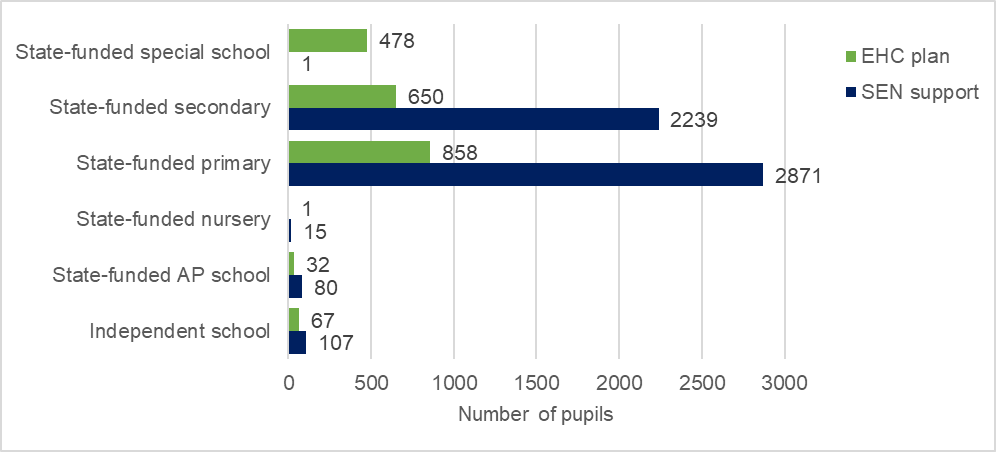 State-funded special school
478
1
EHC plan
SEN support
State-funded secondary
650
2239
State-funded primary
858
2871
State-funded nursery
1
15
State-funded AP school
32
80
Independent school
67
107
0 500 1000 1500 2000 2500 3000
Number of pupils